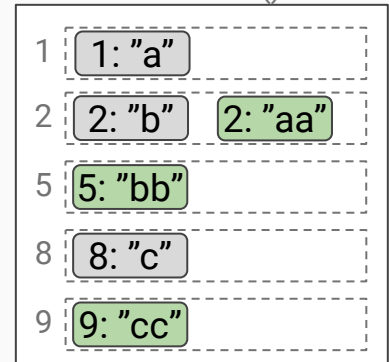 1 1: ”a”
2 2: ”b” 2: ”aa”
5 5: ”bb”
8 8: ”c”
9 9: ”cc”